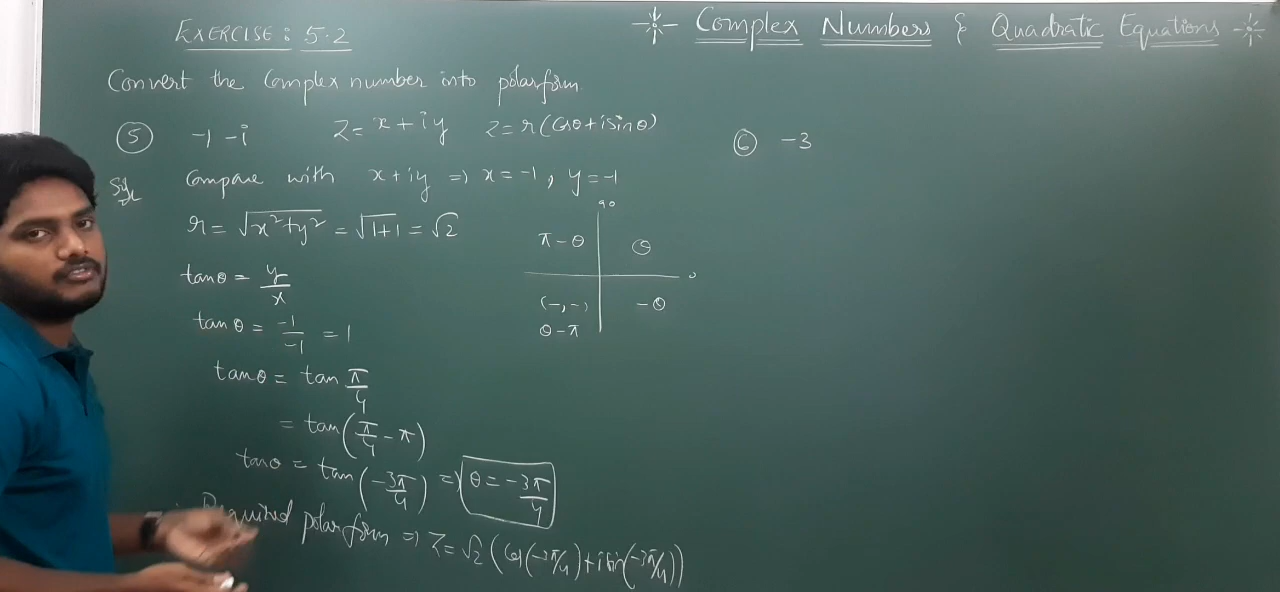 EXERCISE : 5.2
Complex Numbers & Quadratic Equations
Convert the Complex number into polar form
5 -1 -i z = x + iy z = r(cosθ + i sinθ)
Compare with x + iy => x = -1, y = -1
r = √x²+y² = √1+1 = √2
tanθ = y/x
tanθ = -1/-1 = 1
tanθ = tan π/4
= tan(π/4 - π)
tanθ = tan(-3π/4) => θ = -3π/4
Required polar form => Z = √2 (Cos(-3π/4) + i sin(-3π/4))
90
π - θ θ
0
(-, -) -θ
θ - π
6 -3